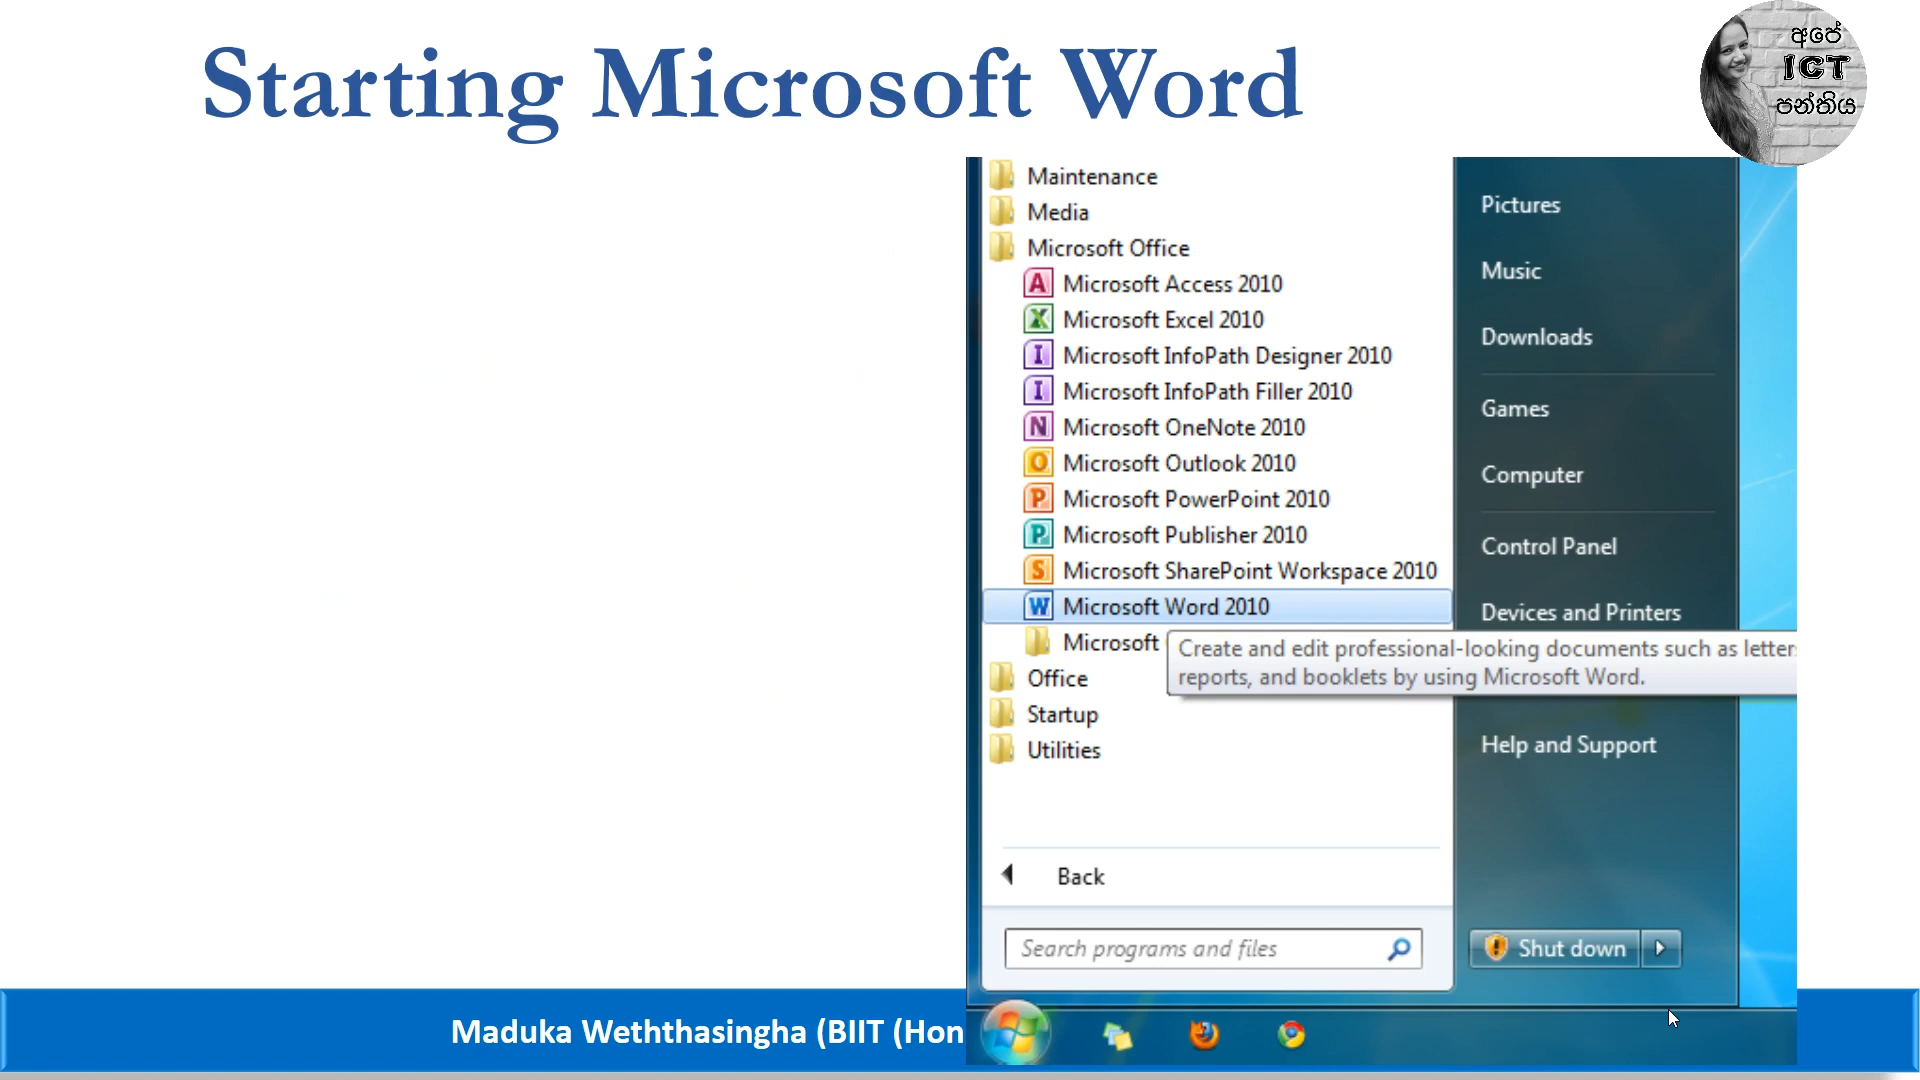 Starting Microsoft Word
අපේ
ICT
පන්තිය
Maintenance
Media
Microsoft Office
Microsoft Access 2010
Microsoft Excel 2010
Microsoft InfoPath Designer 2010
Microsoft InfoPath Filler 2010
Microsoft OneNote 2010
Microsoft Outlook 2010
Microsoft PowerPoint 2010
Microsoft Publisher 2010
Microsoft SharePoint Workspace 2010
Microsoft Word 2010
Microsoft
Create and edit professional-looking documents such as letter
reports, and booklets by using Microsoft Word.
Office
Startup
Utilities
Back
Search programs and files
Pictures
Music
Downloads
Games
Computer
Control Panel
Devices and Printers
Help and Support
Shut down
Maduka Weththasingha (BIIT (Hon